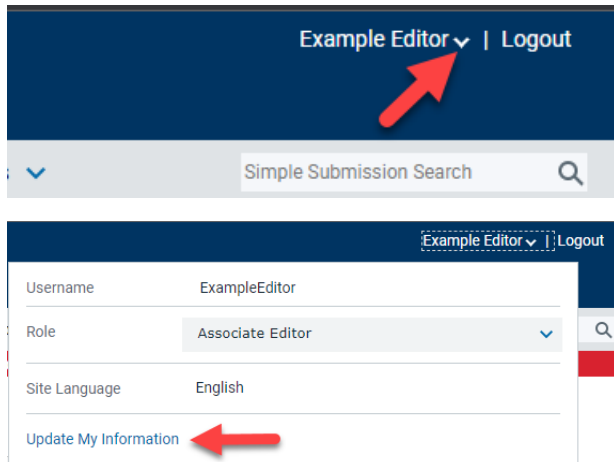 Example Editor | Logout
Simple Submission Search
Example Editor | Logout
Username ExampleEditor
Role Associate Editor
Site Language English
Update My Information